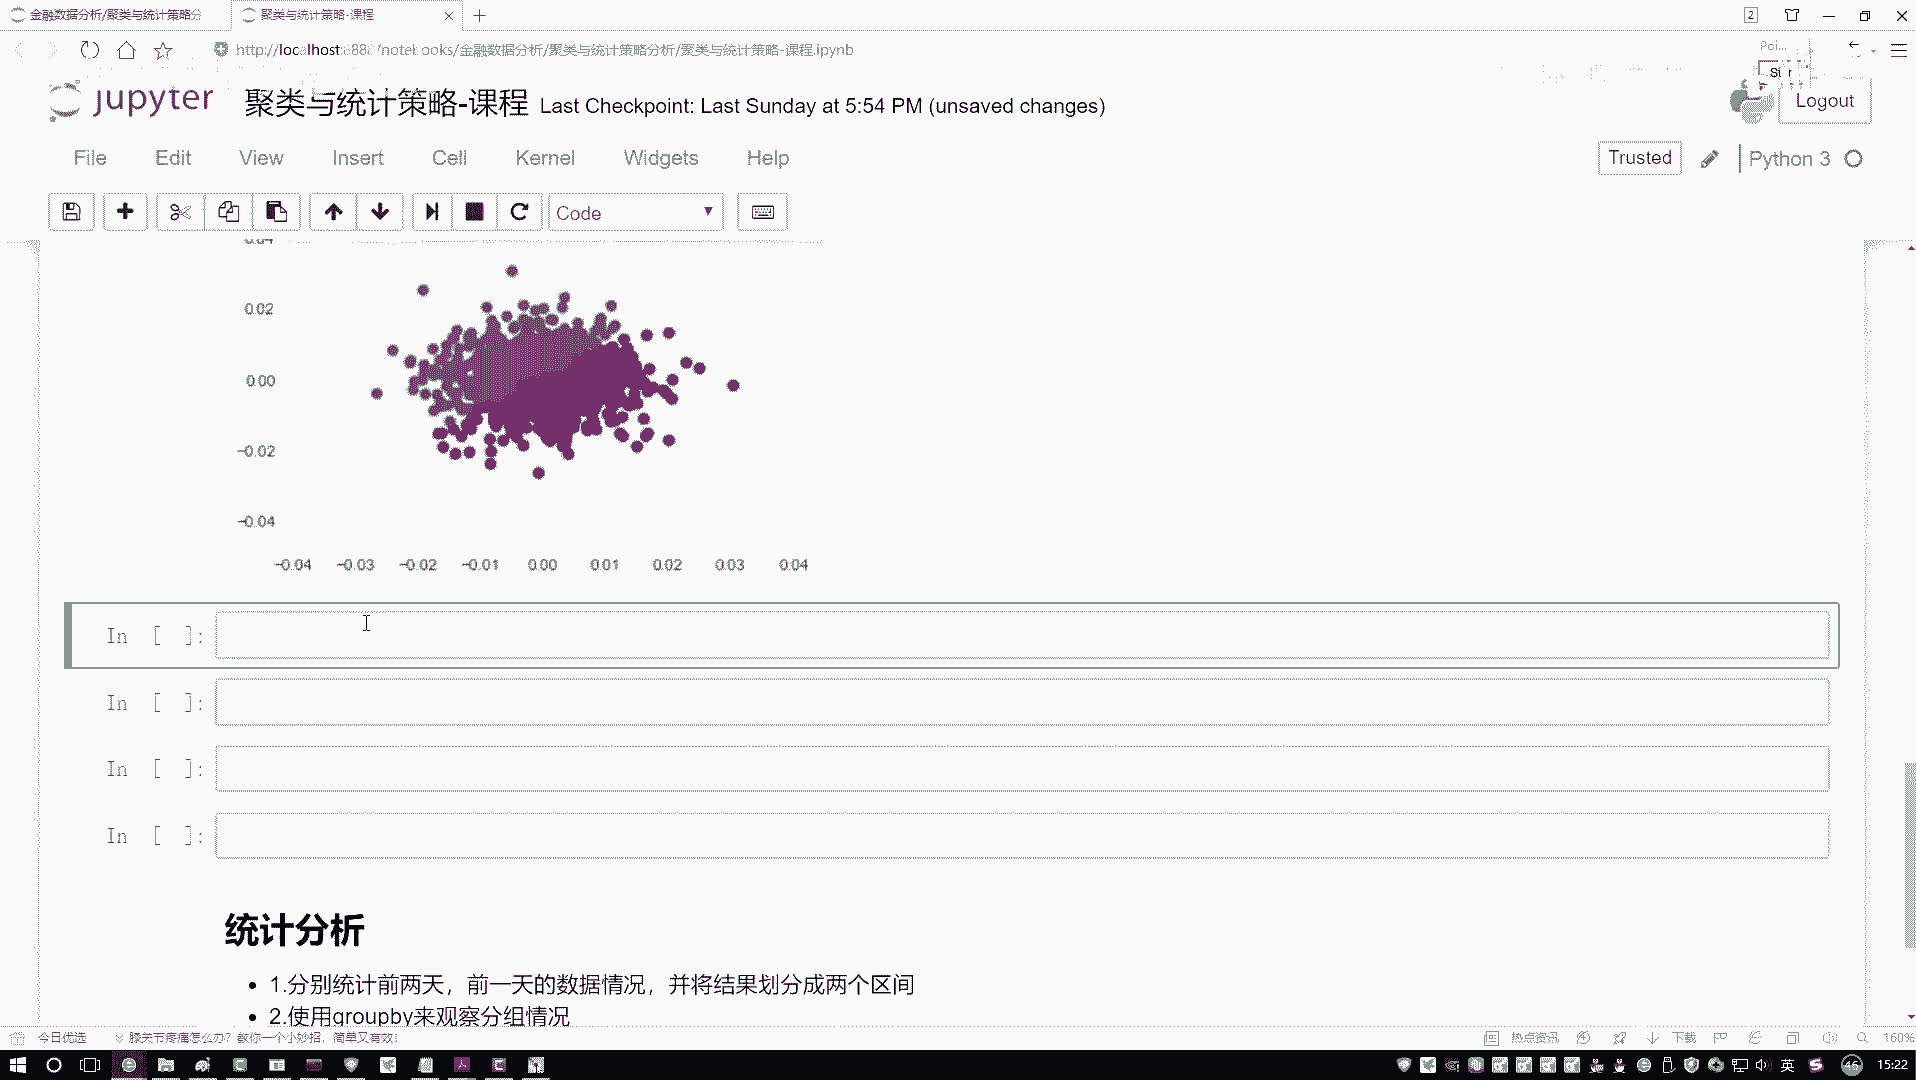 金融数据分析/聚类与统计策略分
聚类与统计策略-课程
2
http://localhost:888/notebooks/金融数据分析/聚类与统计策略分析/聚类与统计策略-课程.ipynb
jupyter 聚类与统计策略-课程 Last Checkpoint: Last Sunday at 5:54 PM (unsaved changes)
Logout
File Edit View Insert Cell Kernel Widgets Help
Trusted Python 3
Code
0.04
0.02
0.00
−0.02
−0.04
−0.04 −0.03 −0.02 −0.01 0.00 0.01 0.02 0.03 0.04
In [ ]:
In [ ]:
In [ ]:
In [ ]:
统计分析
1.分别统计前两天，前一天的数据情况，并将结果划分成两个区间
2.使用groupby来观察分组情况
今日优选 膝关节疼痛怎么办？教你一个小妙招，简单又有效！
热点资讯 下载 160%
英 46 15:22